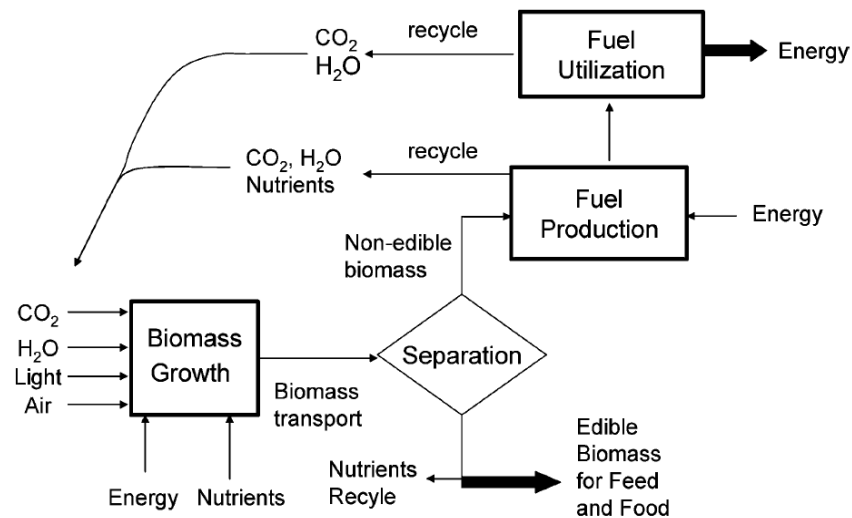 CO2
H2O
recycle
Fuel
Utilization
Energy
CO2, H2O
Nutrients
recycle
Fuel
Production
Energy
Non-edible
biomass
CO2
H2O
Light
Air
Biomass
Growth
Energy
Nutrients
Biomass
transport
Separation
Nutrients
Recyle
Edible
Biomass
for Feed
and Food